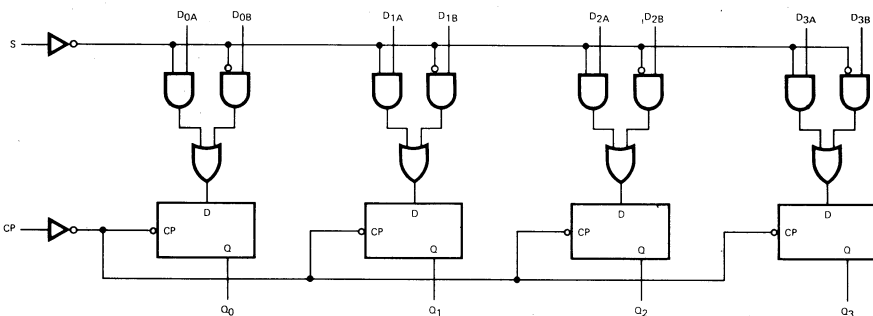 D0A D0B D1A D1B D2A D2B D3A D3B
S
D D D D
CP CP CP CP CP
Q Q Q Q
Q0 Q1 Q2 Q3